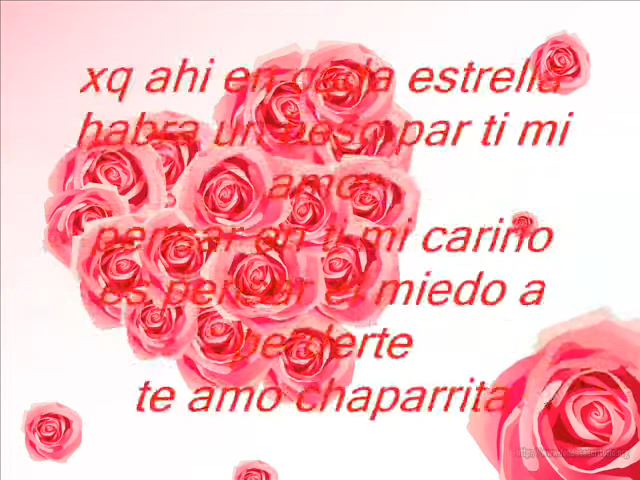 xq ahi en cada estrella
habra un beso par ti mi
amor
pensar en ti mi cariño
es pensar el miedo a
perderte
te amo chaparrita